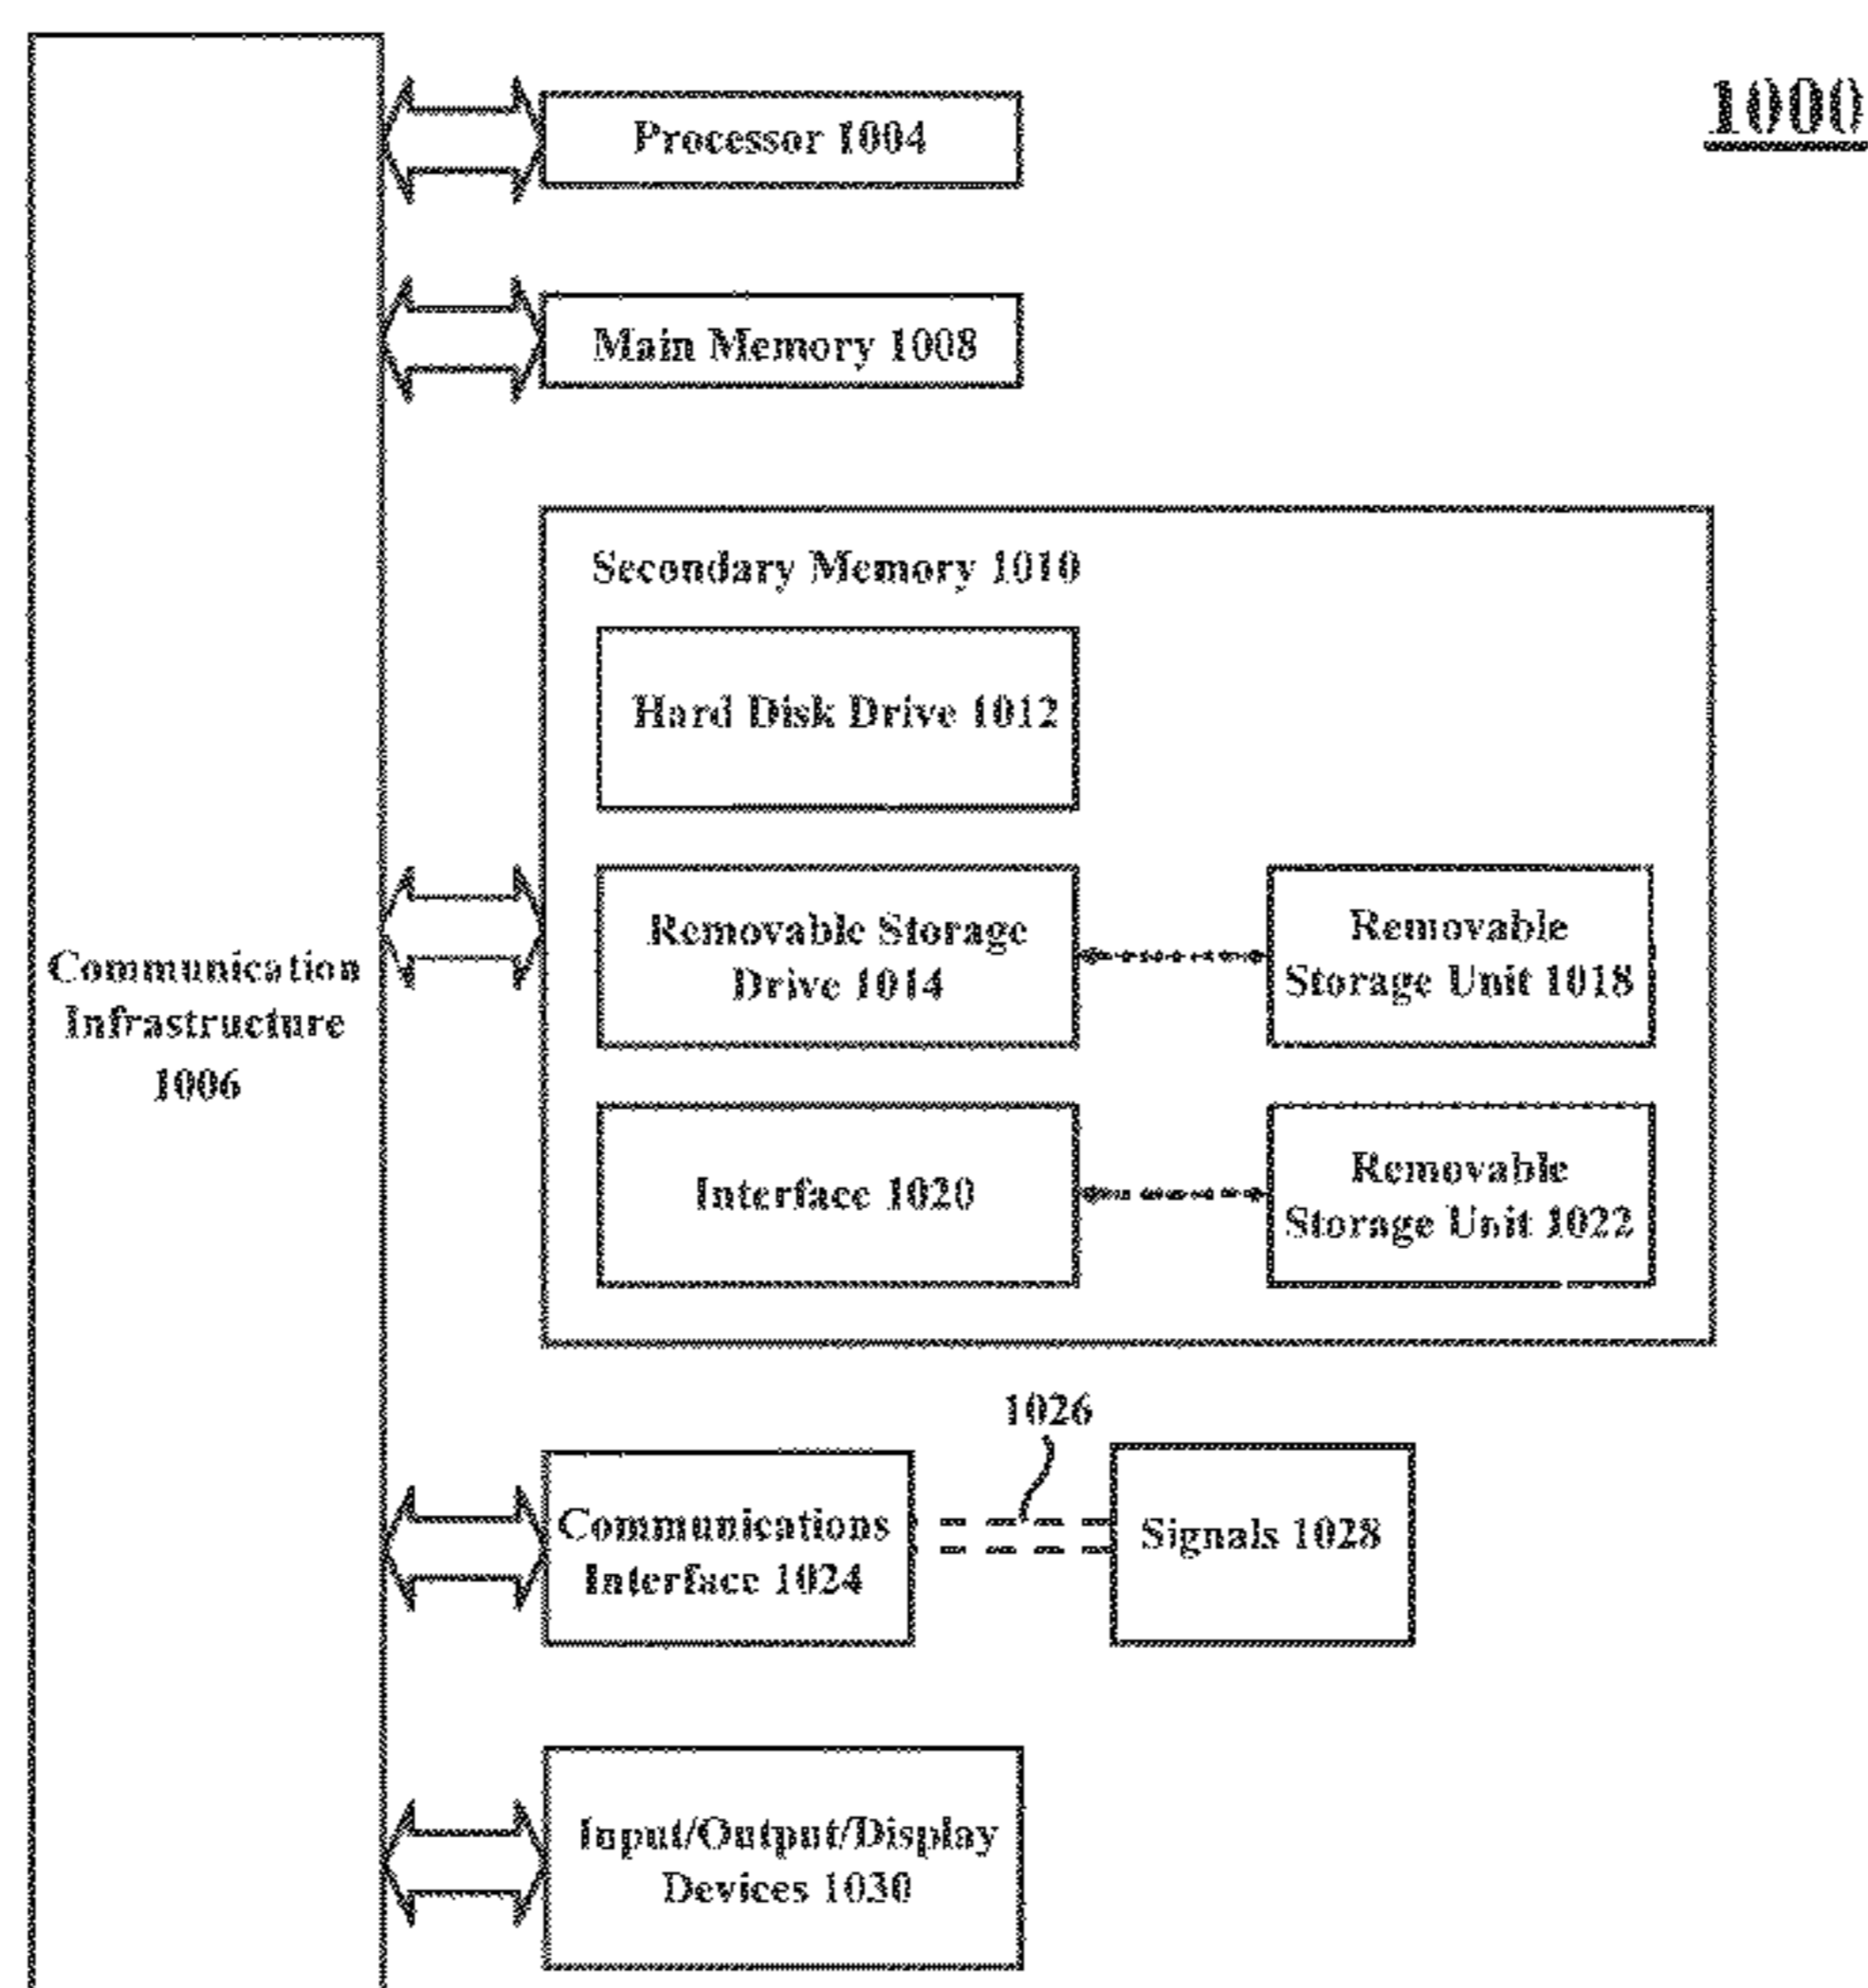 1000
Processor 1004
Main Memory 1008
Secondary Memory 1010
Hard Disk Drive 1012
Removable Storage
Drive 1014
Removable
Storage Unit 1018
Communication
Infrastructure
1006
Interface 1020
Removable
Storage Unit 1022
1026
Communications
Interface 1024
Signals 1028
Input/Output/Display
Devices 1030